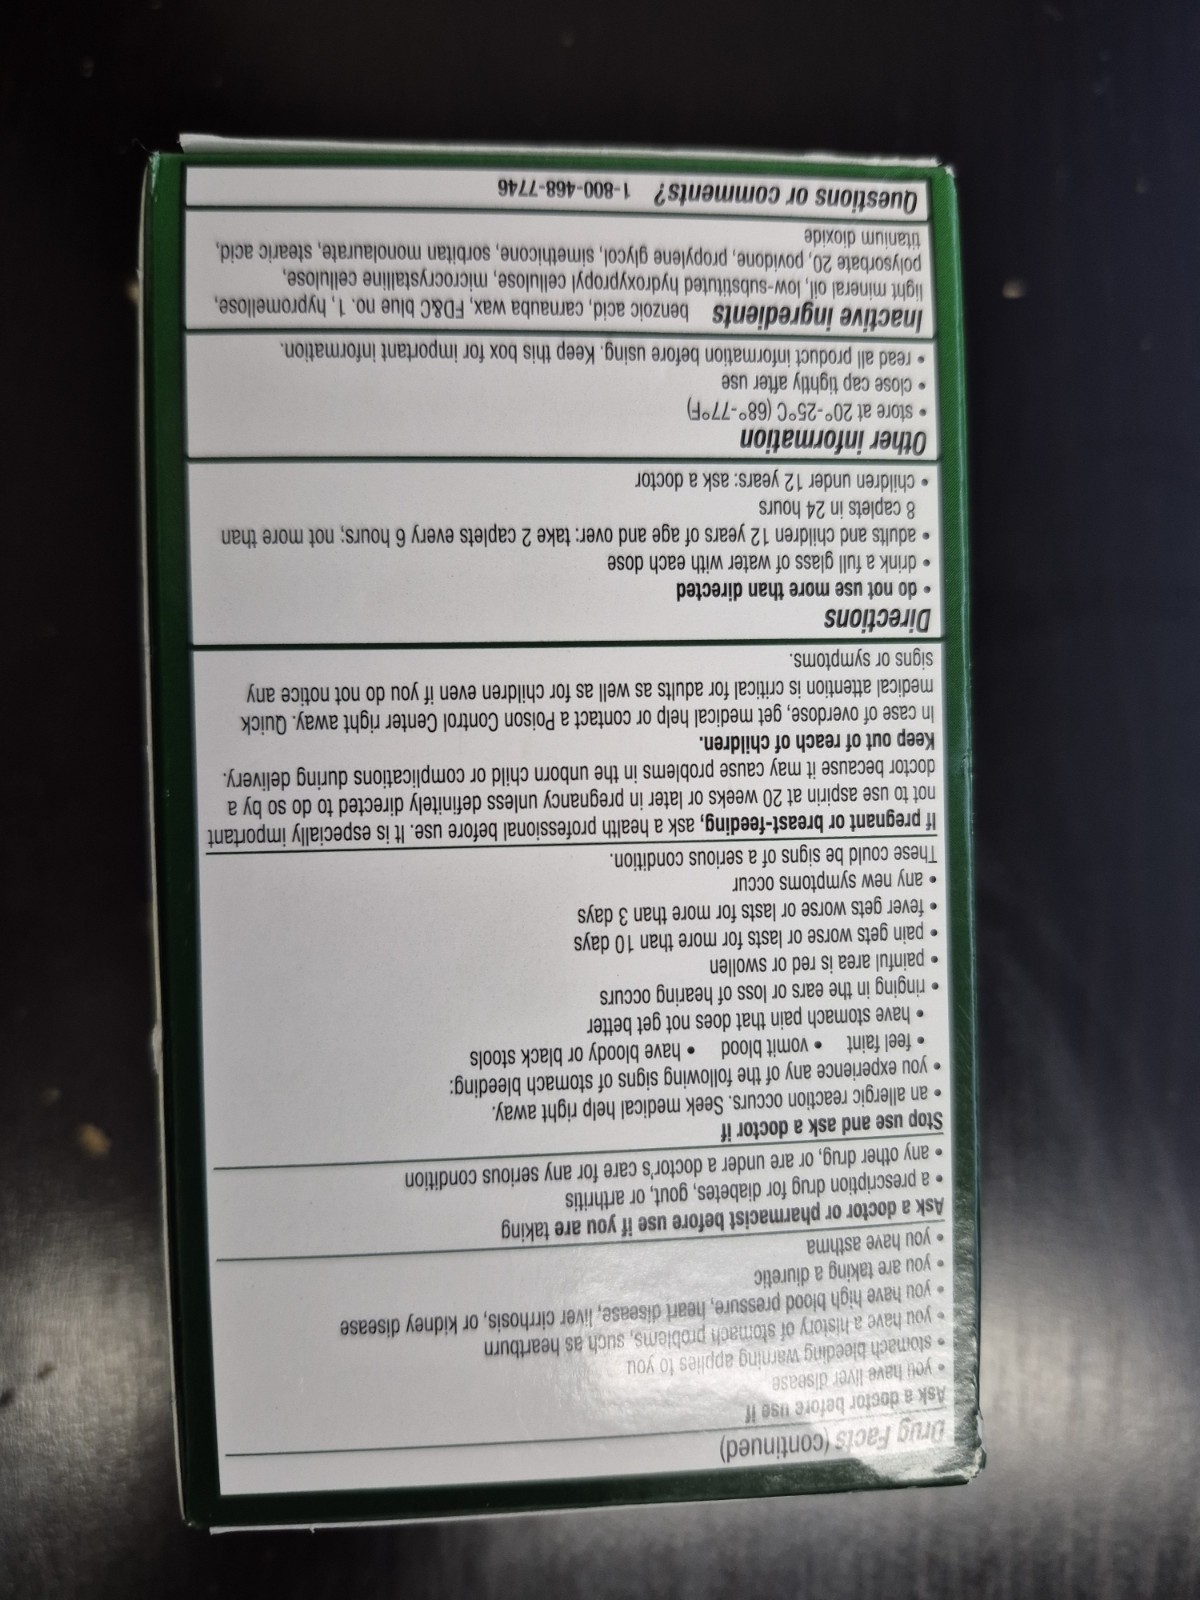 Drug Facts (continued)
Ask a doctor before use if
• you have liver disease
• stomach bleeding warning applies to you
• you have a history of stomach problems, such as heartburn
• you have high blood pressure, heart disease, liver cirrhosis, or kidney disease
• you are taking a diuretic
• you have asthma
Ask a doctor or pharmacist before use if you are taking
• a prescription drug for diabetes, gout, or arthritis
• any other drug, or are under a doctor's care for any serious condition
Stop use and ask a doctor if
• an allergic reaction occurs. Seek medical help right away.
• you experience any of the following signs of stomach bleeding:
• feel faint • vomit blood • have bloody or black stools
• have stomach pain that does not get better
• ringing in the ears or loss of hearing occurs
• painful area is red or swollen
• pain gets worse or lasts for more than 10 days
• fever gets worse or lasts for more than 3 days
• any new symptoms occur
These could be signs of a serious condition.
If pregnant or breast-feeding, ask a health professional before use. It is especially important
not to use aspirin at 20 weeks or later in pregnancy unless definitely directed to do so by a
doctor because it may cause problems in the unborn child or complications during delivery.
Keep out of reach of children.
In case of overdose, get medical help or contact a Poison Control Center right away. Quick
medical attention is critical for adults as well as for children even if you do not notice any
signs or symptoms.
Directions
• do not use more than directed
• drink a full glass of water with each dose
• adults and children 12 years of age and over: take 2 caplets every 6 hours; not more than
8 caplets in 24 hours
• children under 12 years: ask a doctor
Other information
• store at 20°-25°C (68°-77°F)
• close cap tightly after use
• read all product information before using. Keep this box for important information.
Inactive ingredients benzoic acid, carnauba wax, FD&C blue no. 1, hypromellose,
light mineral oil, low-substituted hydroxypropyl cellulose, microcrystalline cellulose,
polysorbate 20, povidone, propylene glycol, simethicone, sorbitan monolaurate, stearic acid,
titanium dioxide
Questions or comments? 1-800-468-7746